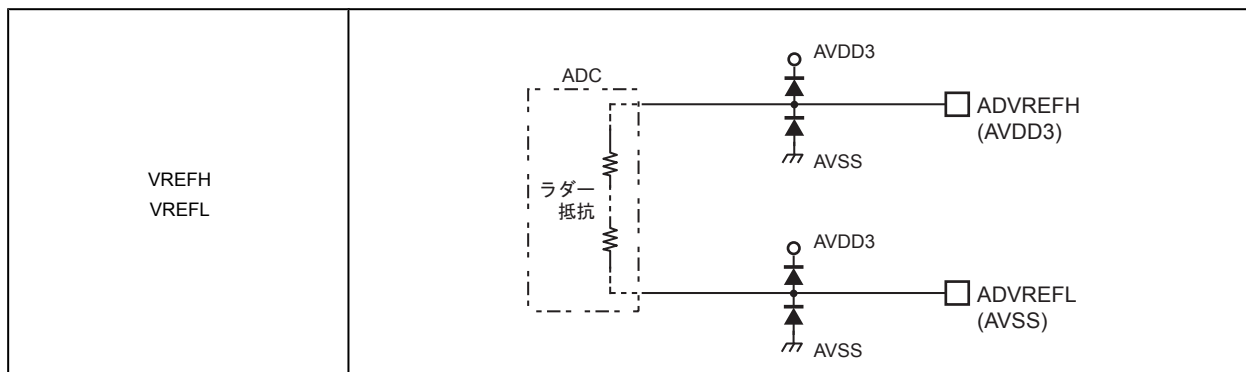 VREFH
VREFL
ADC
ラダー
抵抗
AVDD3
ADVREFH
(AVDD3)
AVSS
AVDD3
ADVREFL
(AVSS)
AVSS